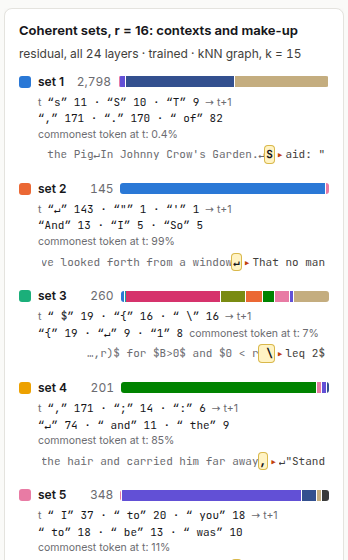 Coherent sets, r = 16: contexts and make-up
residual, all 24 layers · trained · kNN graph, k = 15
set 1 2,798
t “s” 11 · “S” 10 · “T” 9 → t+1
“,” 171 · “.” 170 · “ of” 82
commonest token at t: 0.4%
the Pig↵In Johnny Crow's Garden.↵S ▸ aid: "
set 2 145
t “↵” 143 · “"” 1 · “'” 1 → t+1
“And” 13 · “I” 5 · “So” 5
commonest token at t: 99%
ve looked forth from a window↵ ▸ That no man
set 3 260
t “ $” 19 · “{” 16 · “ \” 16 → t+1
“{” 19 · “↵” 9 · “1” 8 commonest token at t: 7%
…,r)$ for $B>0$ and $0 < r \ ▸ leq 2$
set 4 201
t “,” 171 · “;” 14 · “:” 6 → t+1
“↵” 74 · “ and” 11 · “ the” 9
commonest token at t: 85%
the hair and carried him far away, ▸ ↵"Stand
set 5 348
t “ I” 37 · “ to” 20 · “ you” 18 → t+1
“ to” 18 · “ be” 13 · “ was” 10
commonest token at t: 11%